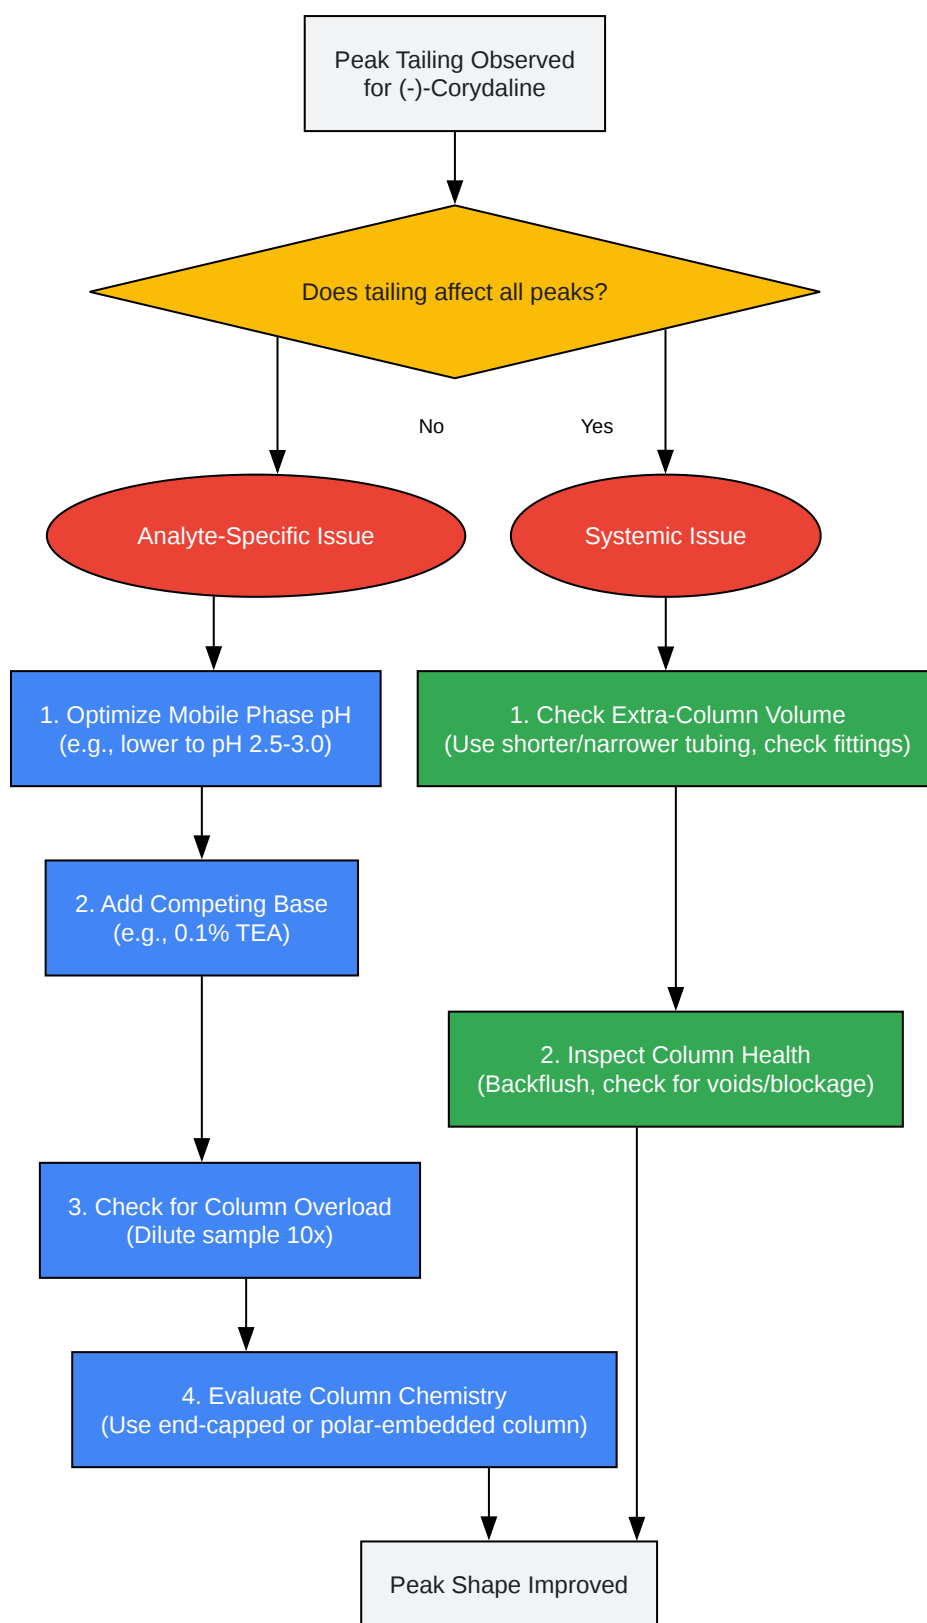 Peak Tailing Observed
for (-)-Corydaline
Does tailing affect all peaks?
No
Yes
Analyte-Specific Issue
Systemic Issue
1. Optimize Mobile Phase pH
(e.g., lower to pH 2.5-3.0)
1. Check Extra-Column Volume
(Use shorter/narrower tubing, check fittings)
2. Add Competing Base
(e.g., 0.1% TEA)
2. Inspect Column Health
(Backflush, check for voids/blockage)
3. Check for Column Overload
(Dilute sample 10x)
4. Evaluate Column Chemistry
(Use end-capped or polar-embedded column)
Peak Shape Improved